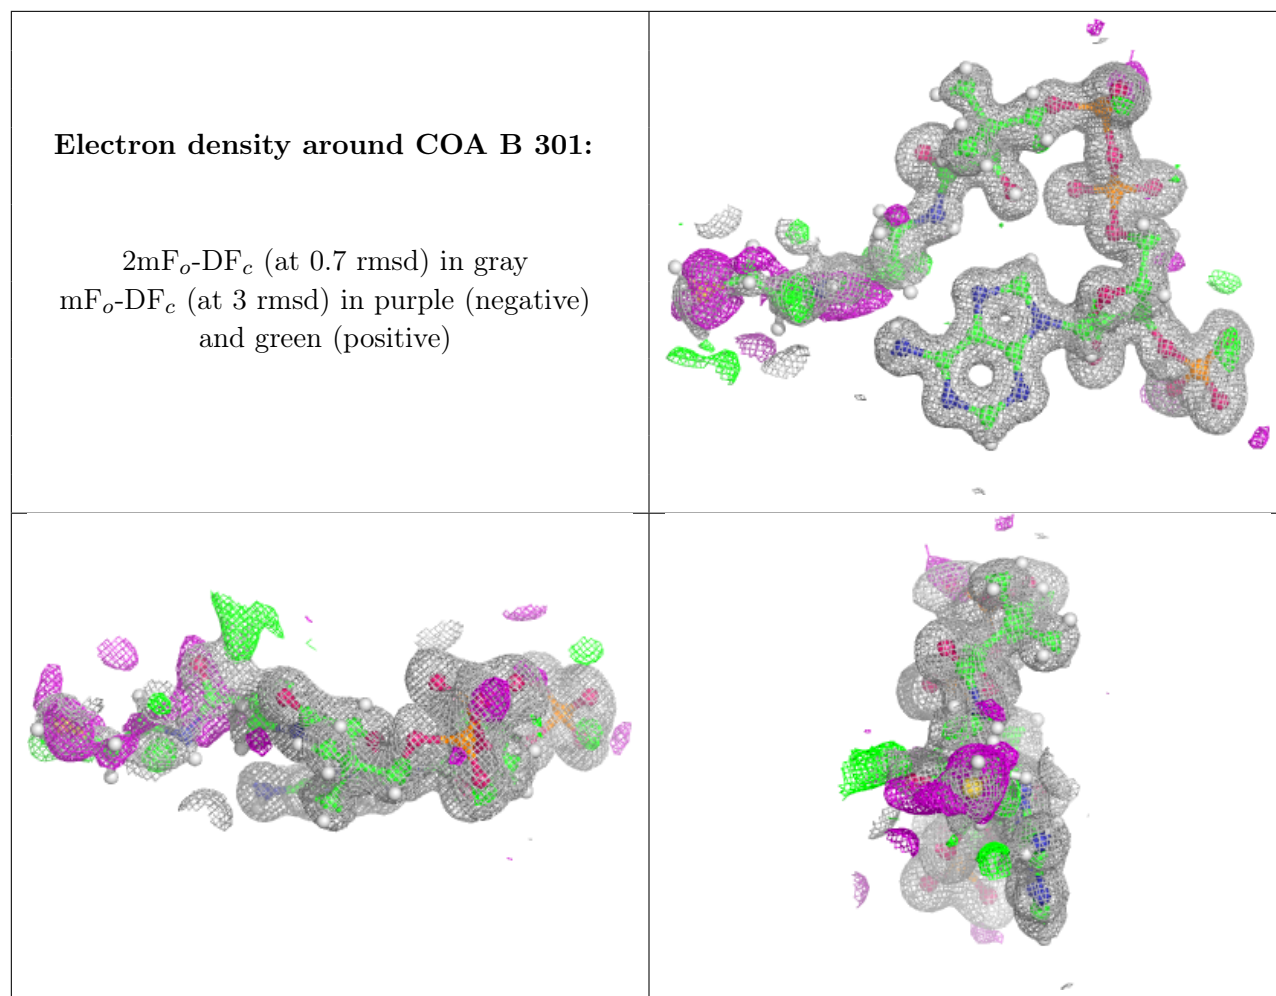 Electron density around COA B 301:
2mFo-DFc (at 0.7 rmsd) in gray
mFo-DFc (at 3 rmsd) in purple (negative)
and green (positive)